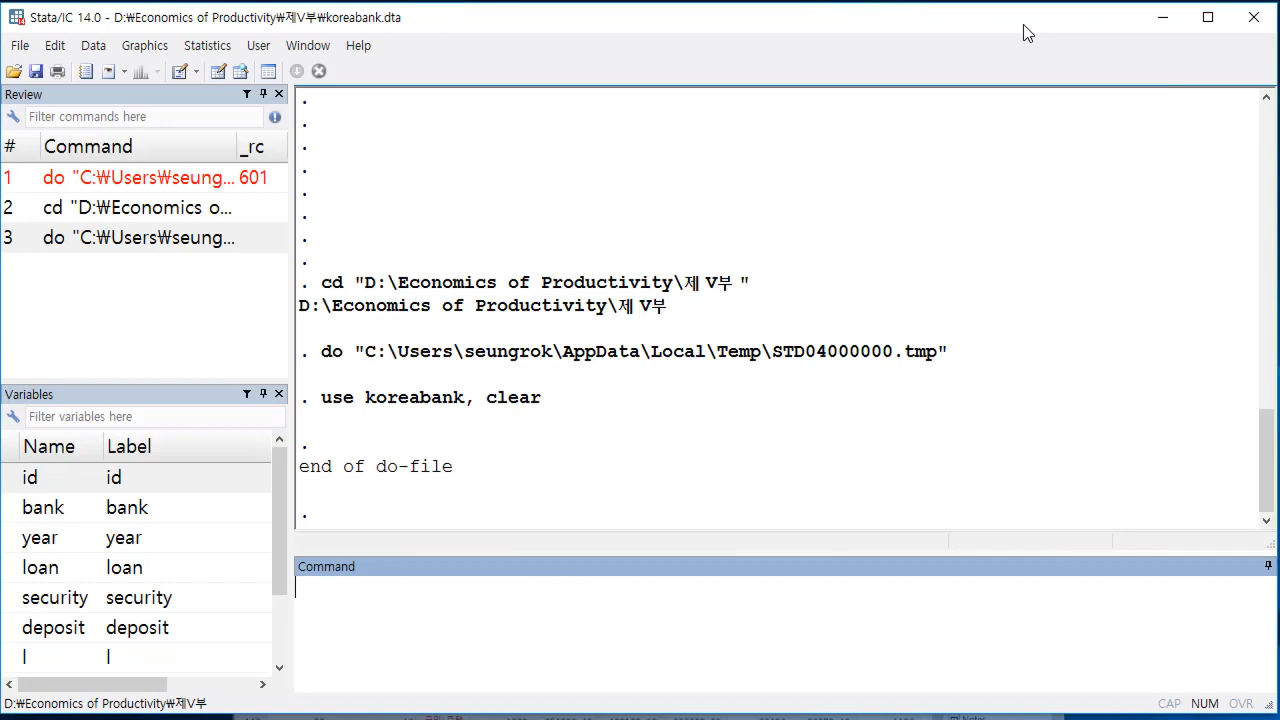 Stata/IC 14.0 - D:₩Economics of Productivity₩제V부₩koreabank.dta
File Edit Data Graphics Statistics User Window Help
Review
Filter commands here
# Command _rc
1 do "C:₩Users₩seung... 601
2 cd "D:₩Economics o...
3 do "C:₩Users₩seung...
.
.
.
.
.
.
.
.
. cd "D:\Economics of Productivity\제V부"
D:\Economics of Productivity\제V부
. do "C:\Users\seungrok\AppData\Local\Temp\STD04000000.tmp"
. use koreabank, clear
.
end of do-file
.
Variables
Filter variables here
Name Label
id id
bank bank
year year
loan loan
security security
deposit deposit
l l
Command
D:₩Economics of Productivity₩제V부
CAP NUM OVR